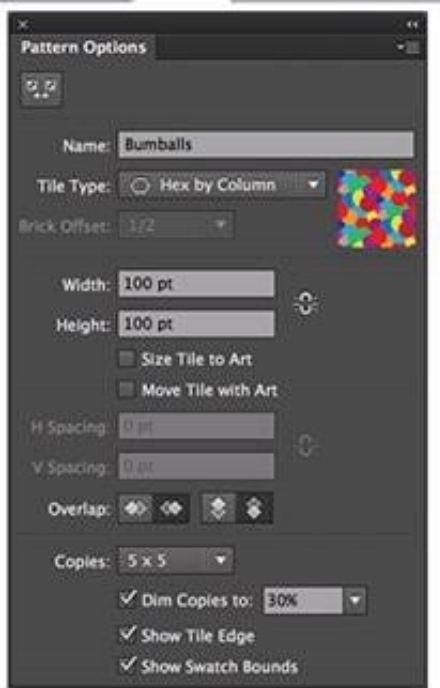 Pattern Options
Name: Bumballs
Tile Type: Hex by Column
Brick Offset: 1/2
Width: 100 pt
Height: 100 pt
Size Tile to Art
Move Tile with Art
H Spacing: 0 pt
V Spacing: 0 pt
Overlap:
Copies: 5 x 5
Dim Copies to: 30%
Show Tile Edge
Show Swatch Bounds